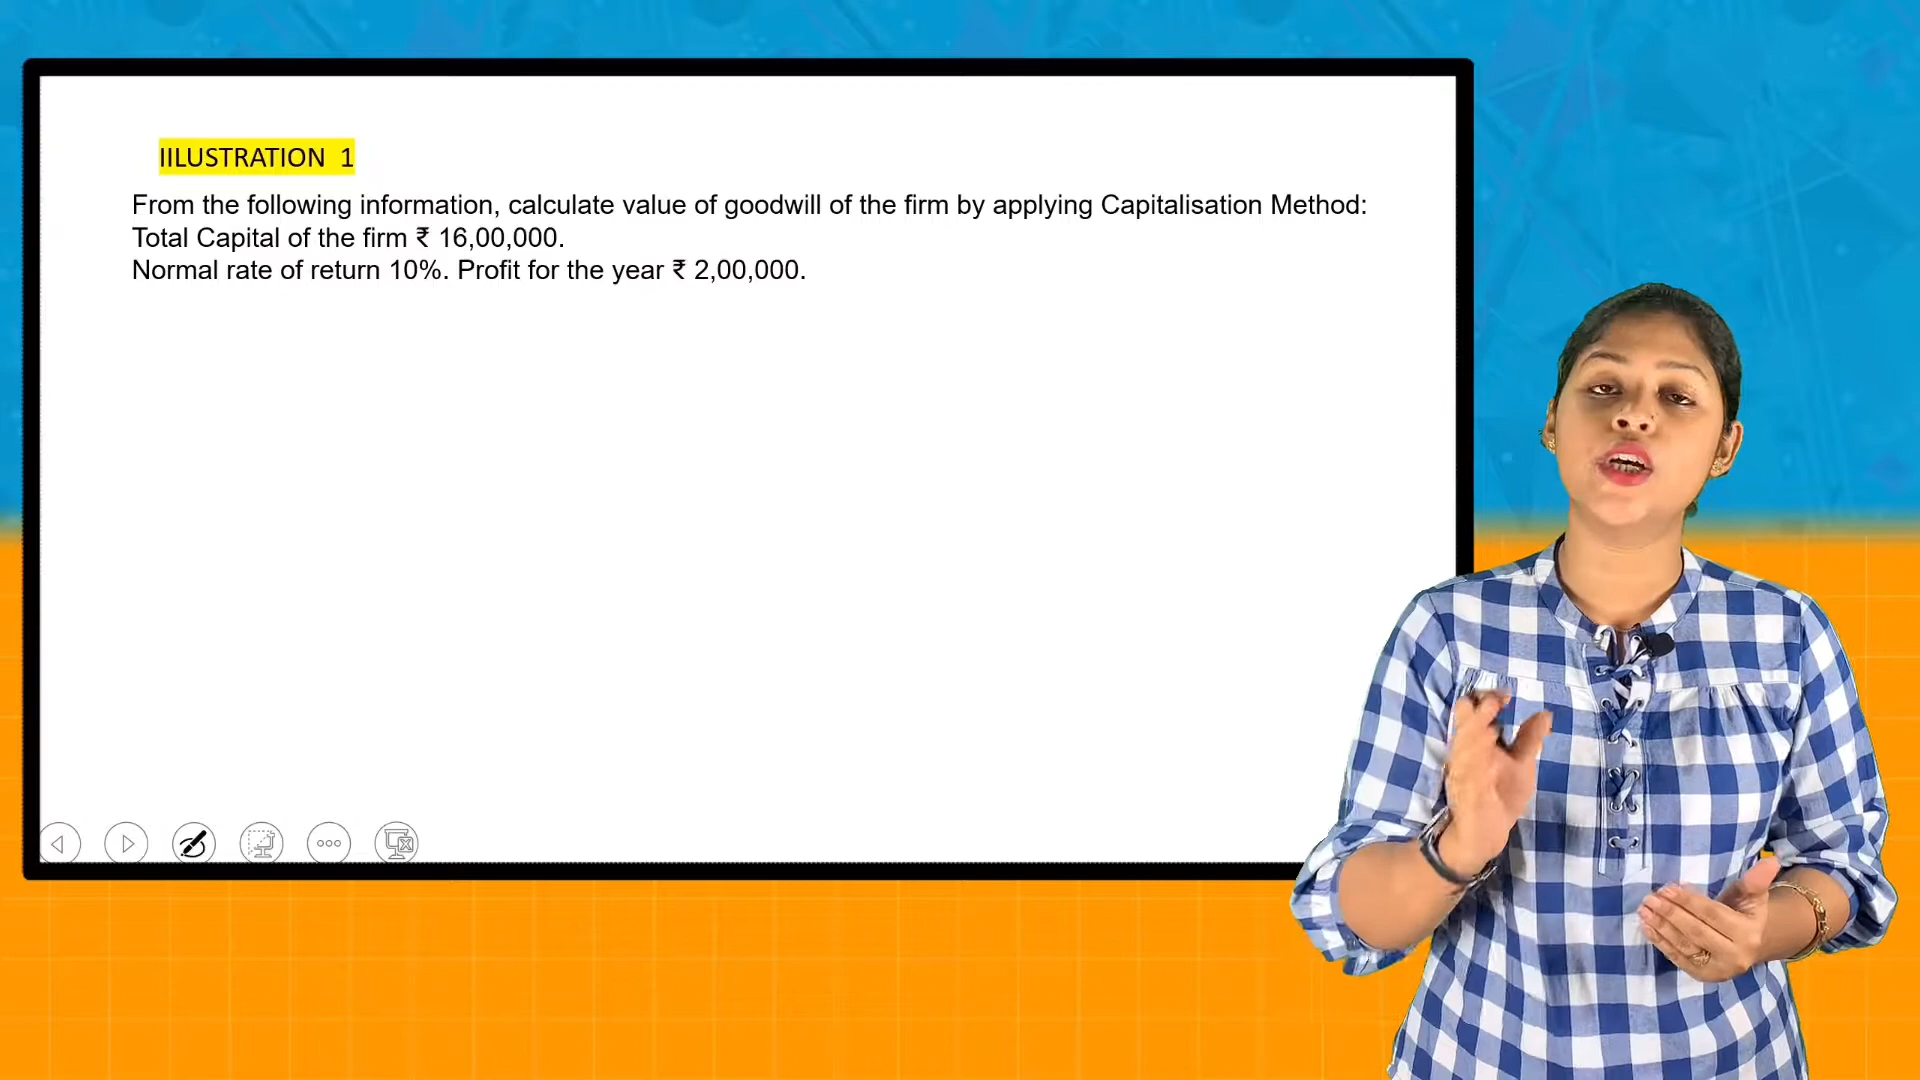 IILUSTRATION 1
From the following information, calculate value of goodwill of the firm by applying Capitalisation Method:
Total Capital of the firm ₹ 16,00,000.
Normal rate of return 10%. Profit for the year ₹ 2,00,000.